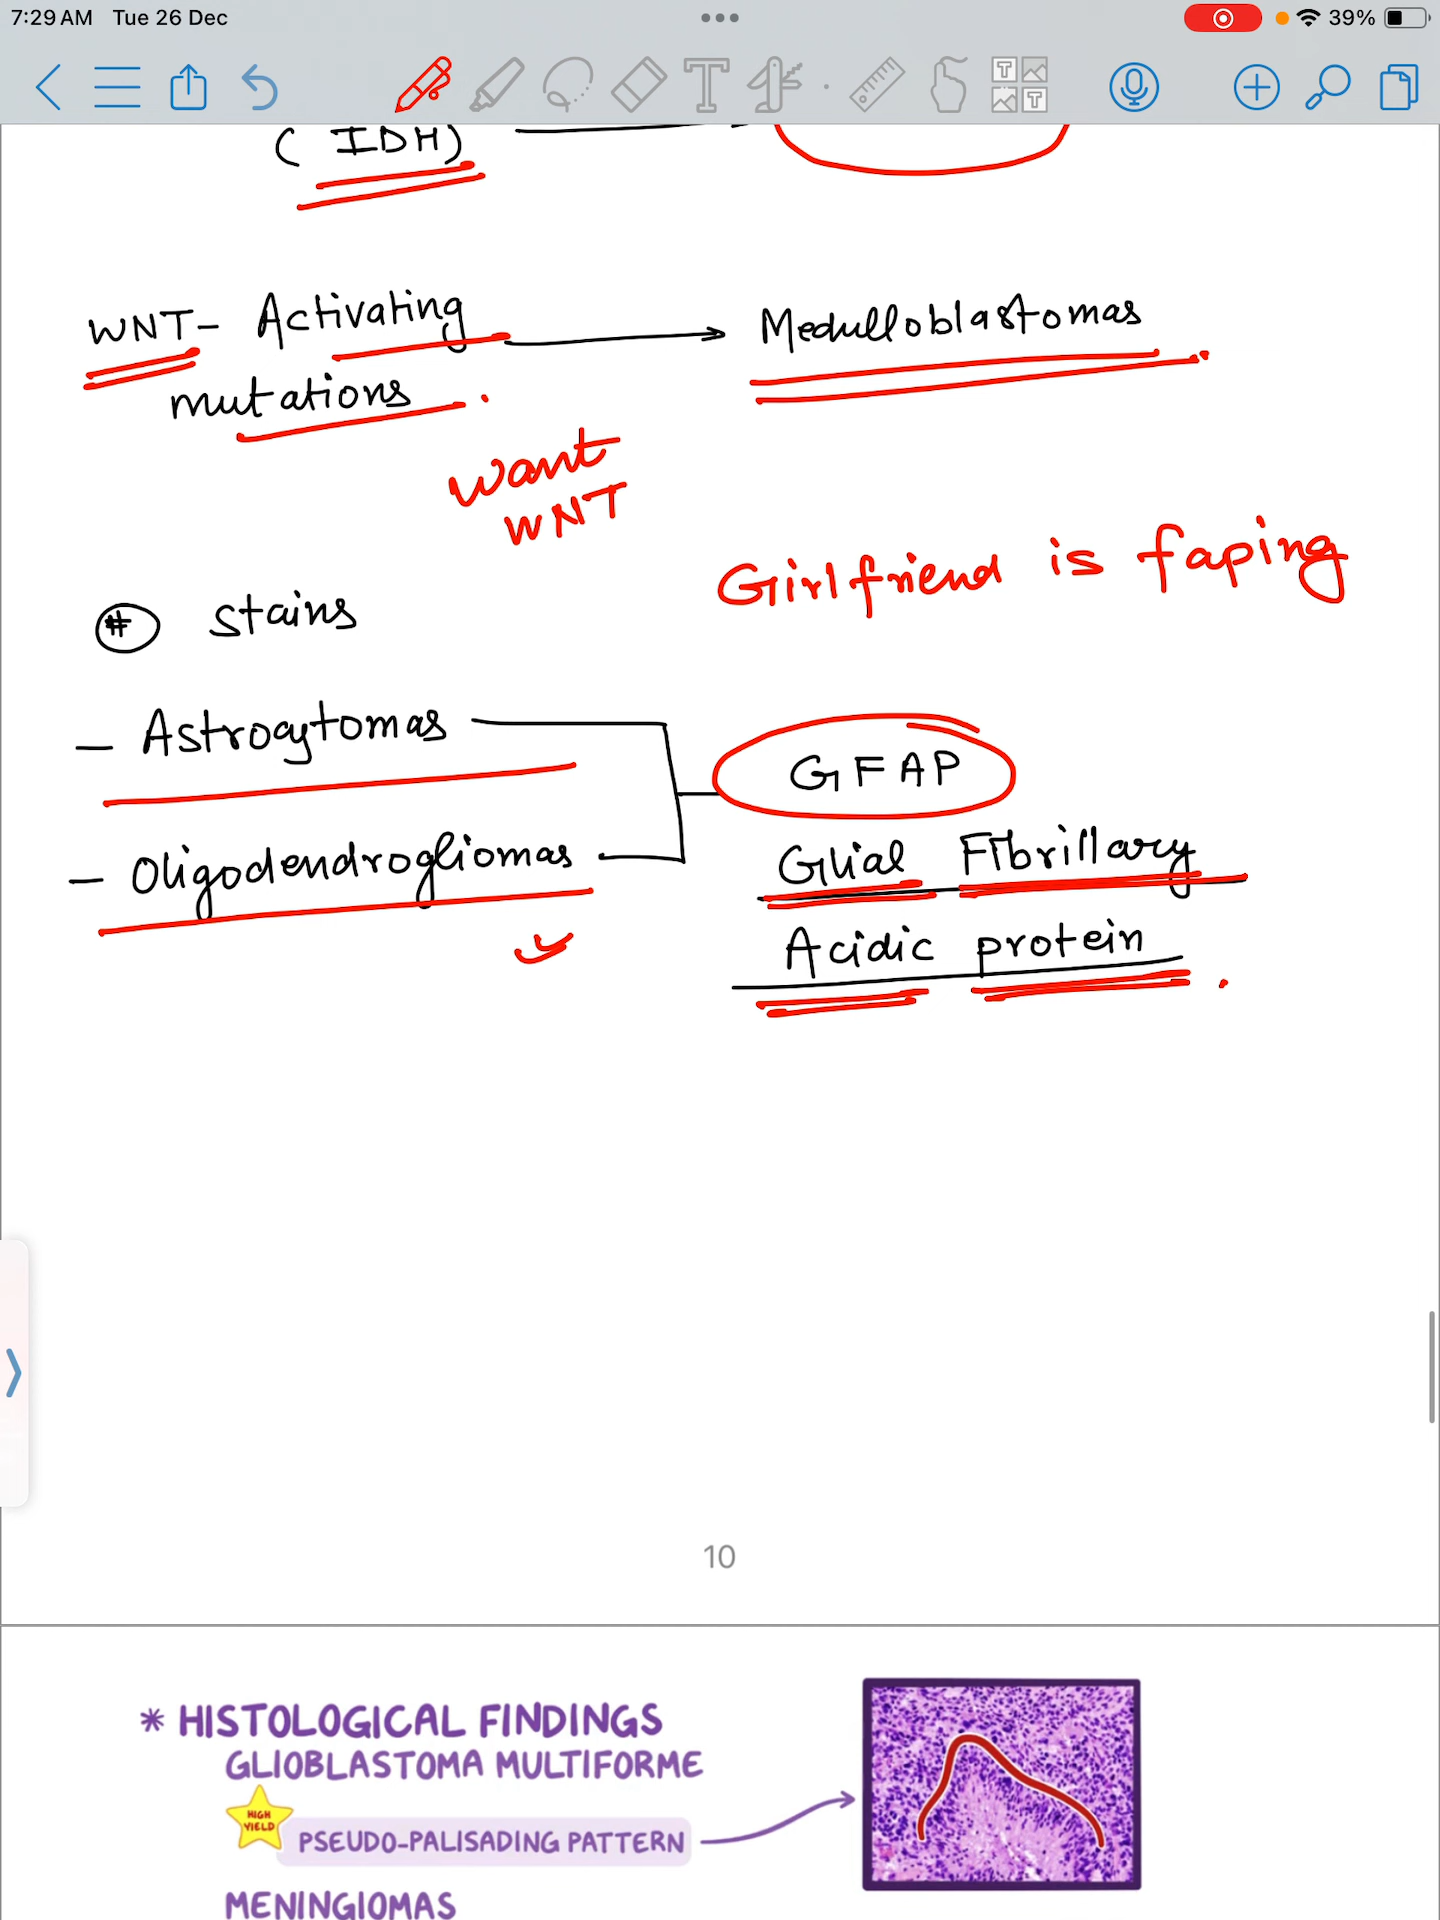 7:29 AM Tue 26 Dec
39%
( IDH)
WNT- Activating
mutations
Medulloblastomas
want
WNT
Girlfriend is faping
# stains
- Astrocytomas
GFAP
- Oligodendrogliomas
Glial Fibrillary
Acidic protein
10
* HISTOLOGICAL FINDINGS
GLIOBLASTOMA MULTIFORME
HIGH
YIELD
PSEUDO-PALISADING PATTERN
MENINGIOMAS